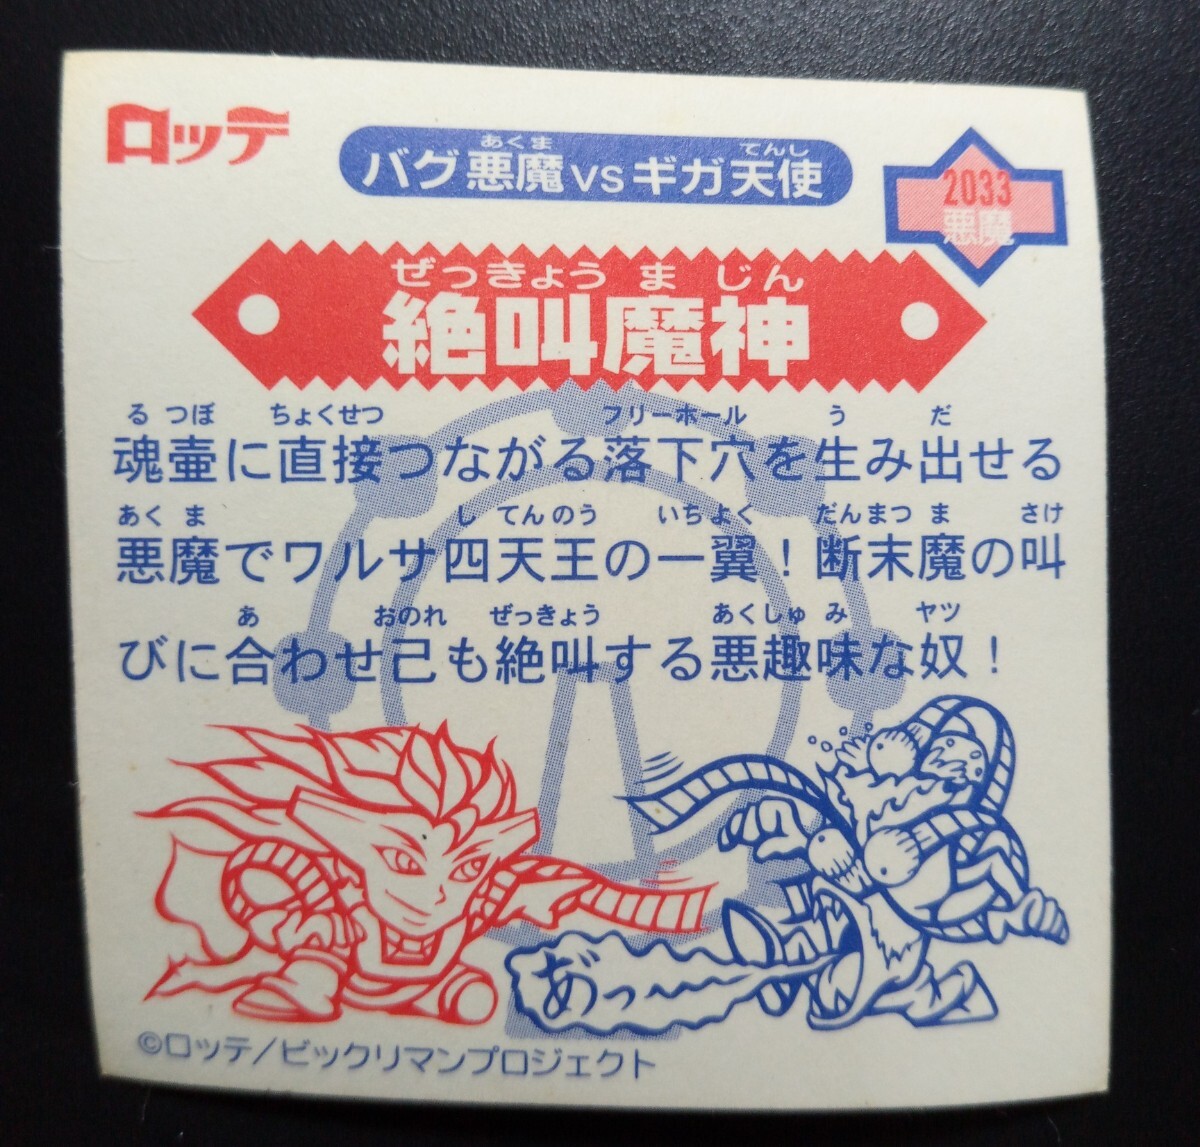 ロッテ
あくま てんし
バグ悪魔vsギガ天使
2033
悪魔
ぜっきょう ま じん
絶叫魔神
る つぼ ちょくせつ フリーホール う だ
魂壷に直接つながる落下穴を生み出せる
あく ま し てんのう いちよく だんまつ ま さけ
悪魔でワルサ四天王の一翼！断末魔の叫
あ おのれ ぜっきょう あくしゅ み ヤツ
びに合わせ己も絶叫する悪趣味な奴！
あ゛っ〜
©ロッテ/ビックリマンプロジェクト